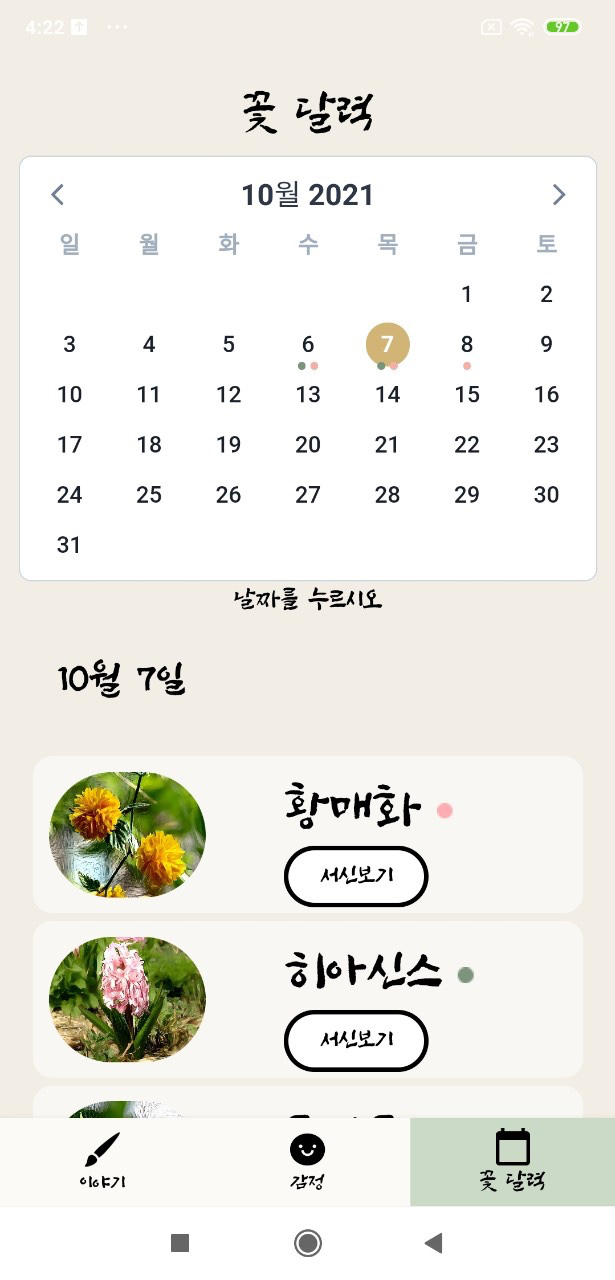 4:22
97
꽃 달력
10월 2021
일 월 화 수 목 금 토
1 2
3 4 5 6 7 8 9
10 11 12 13 14 15 16
17 18 19 20 21 22 23
24 25 26 27 28 29 30
31
날짜를 누르시오
10월 7일
황매화
서신보기
히아신스
서신보기
이야기 감정 꽃 달력